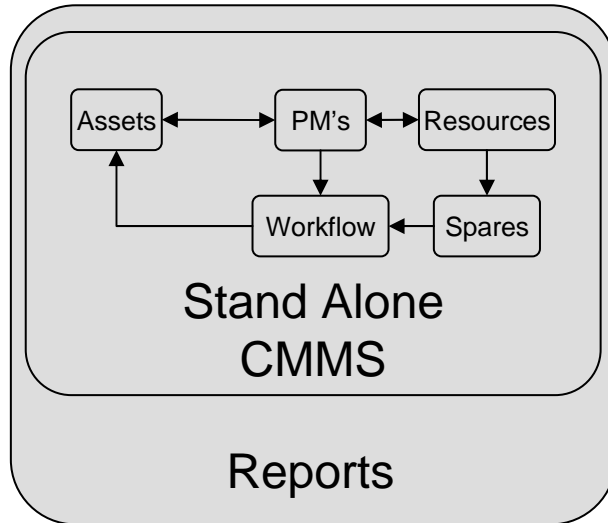 Assets
PM's
Resources
Workflow
Spares
Stand Alone
CMMS
Reports